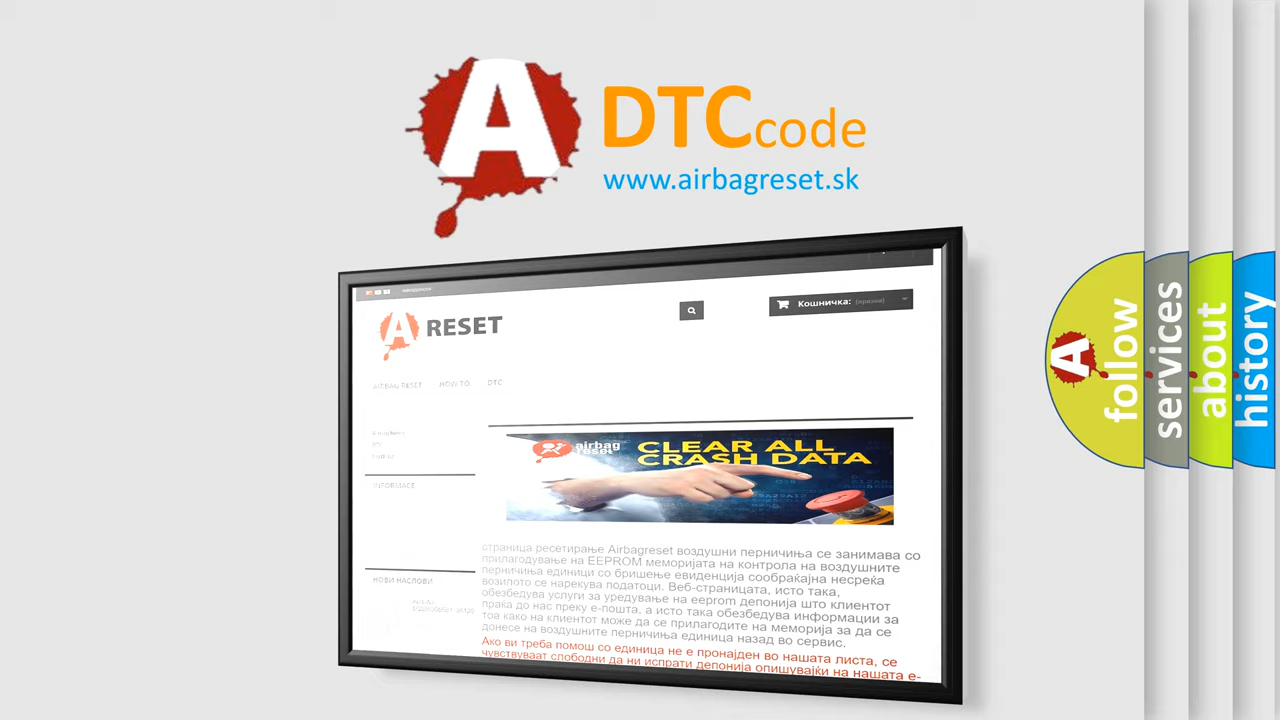 A DTC code
www.airbagreset.sk
Кошничка: (празна)
A RESET
AIRBAG RESET HOW TO DTC
airbag
reset
CLEAR ALL
CRASH DATA
INFORMACE
страница ресетирање Airbagreset воздушни перничиња се занимава со
прилагодување на EEPROM меморијата на контрола на воздушните
перничиња единици со бришење евиденција сообраќајна несреќа
возилото се нарекува податоци. Веб-страницата, исто така,
обезбедува услуги за уредување на eeprom депонија што клиентот
праќа до нас преку е-пошта, а исто така обезбедува информации за
тоа како на клиентот може да се прилагодите на меморија за да се
донесе на воздушните перничиња единица назад во сервис.
Ако ви треба помош со единица не е пронајден во нашата листа, се
чувствуваат слободни да ни испрати депонија опишувајќи на нашата е-
НОВИ НАСЛОВИ
A
follow
services
about
history